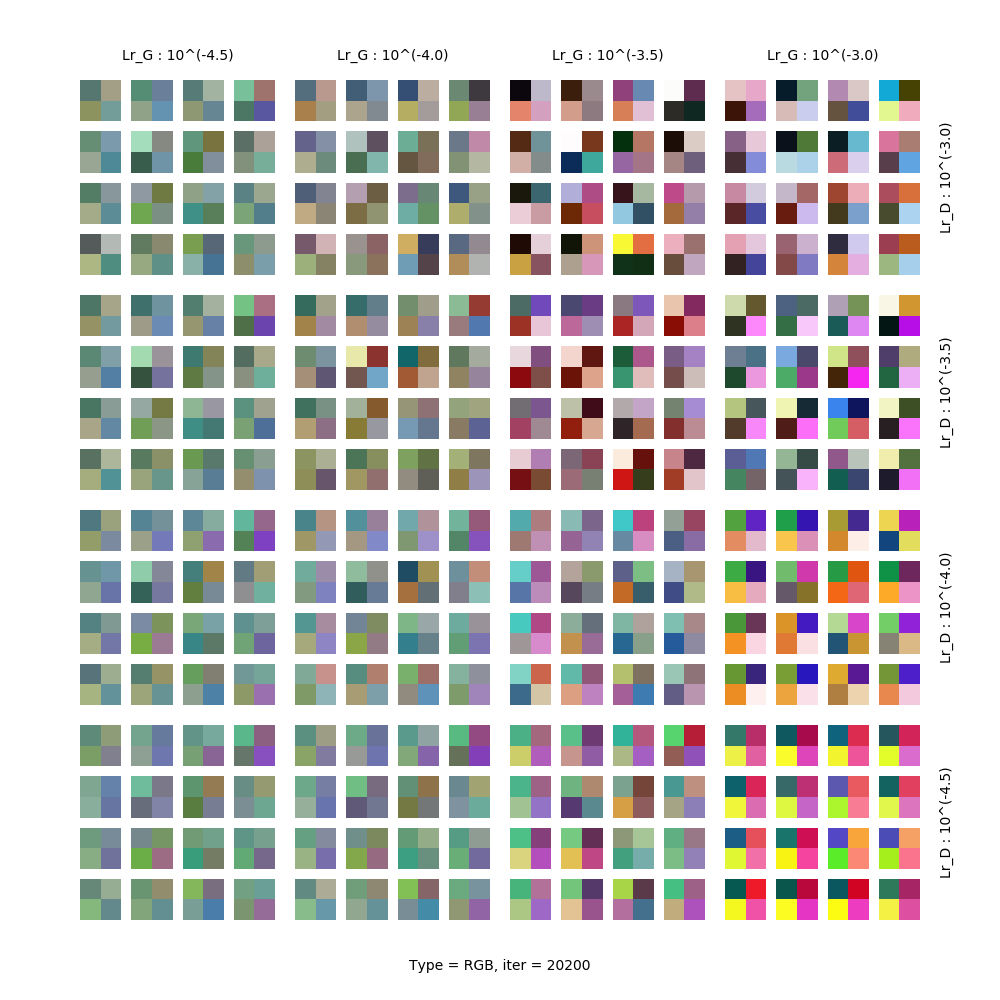 Lr_G : 10^(-4.5)
Lr_G : 10^(-4.0)
Lr_G : 10^(-3.5)
Lr_G : 10^(-3.0)
Lr_D : 10^(-3.0)
Lr_D : 10^(-3.5)
Lr_D : 10^(-4.0)
Lr_D : 10^(-4.5)
Type = RGB, iter = 20200